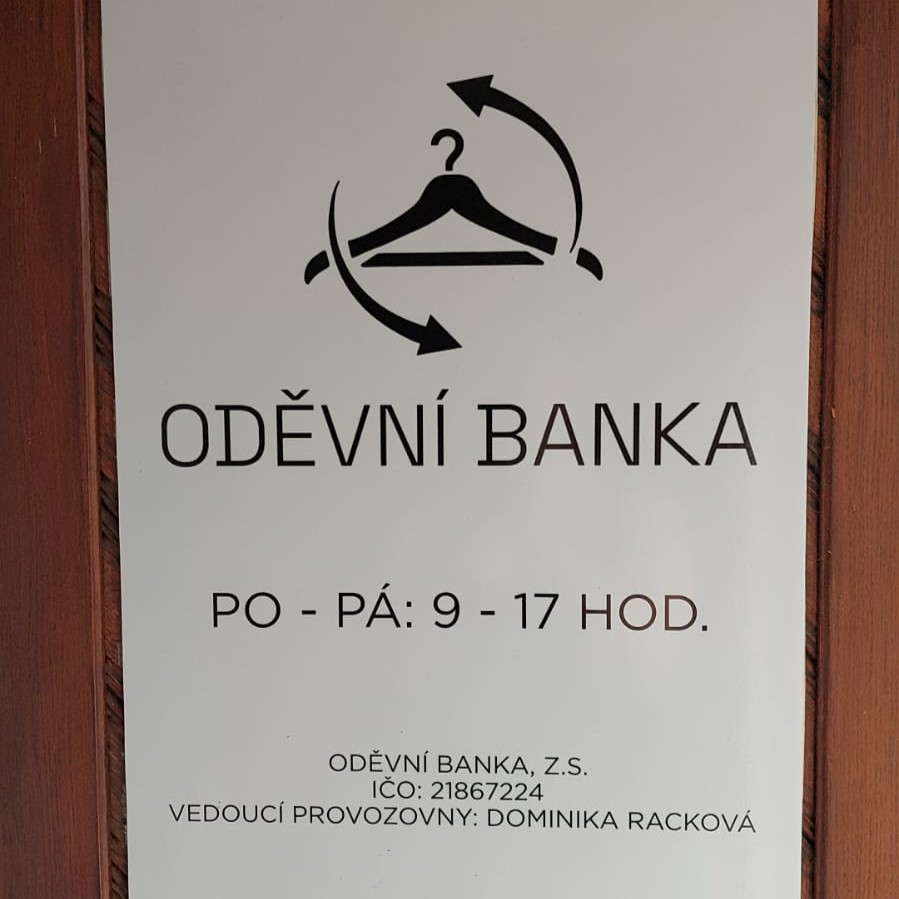 ODĚVNÍ BANKA
PO - PÁ: 9 - 17 HOD.
ODĚVNÍ BANKA, Z.S.
IČO: 21867224
VEDOUCÍ PROVOZOVNY: DOMINIKA RACKOVÁ